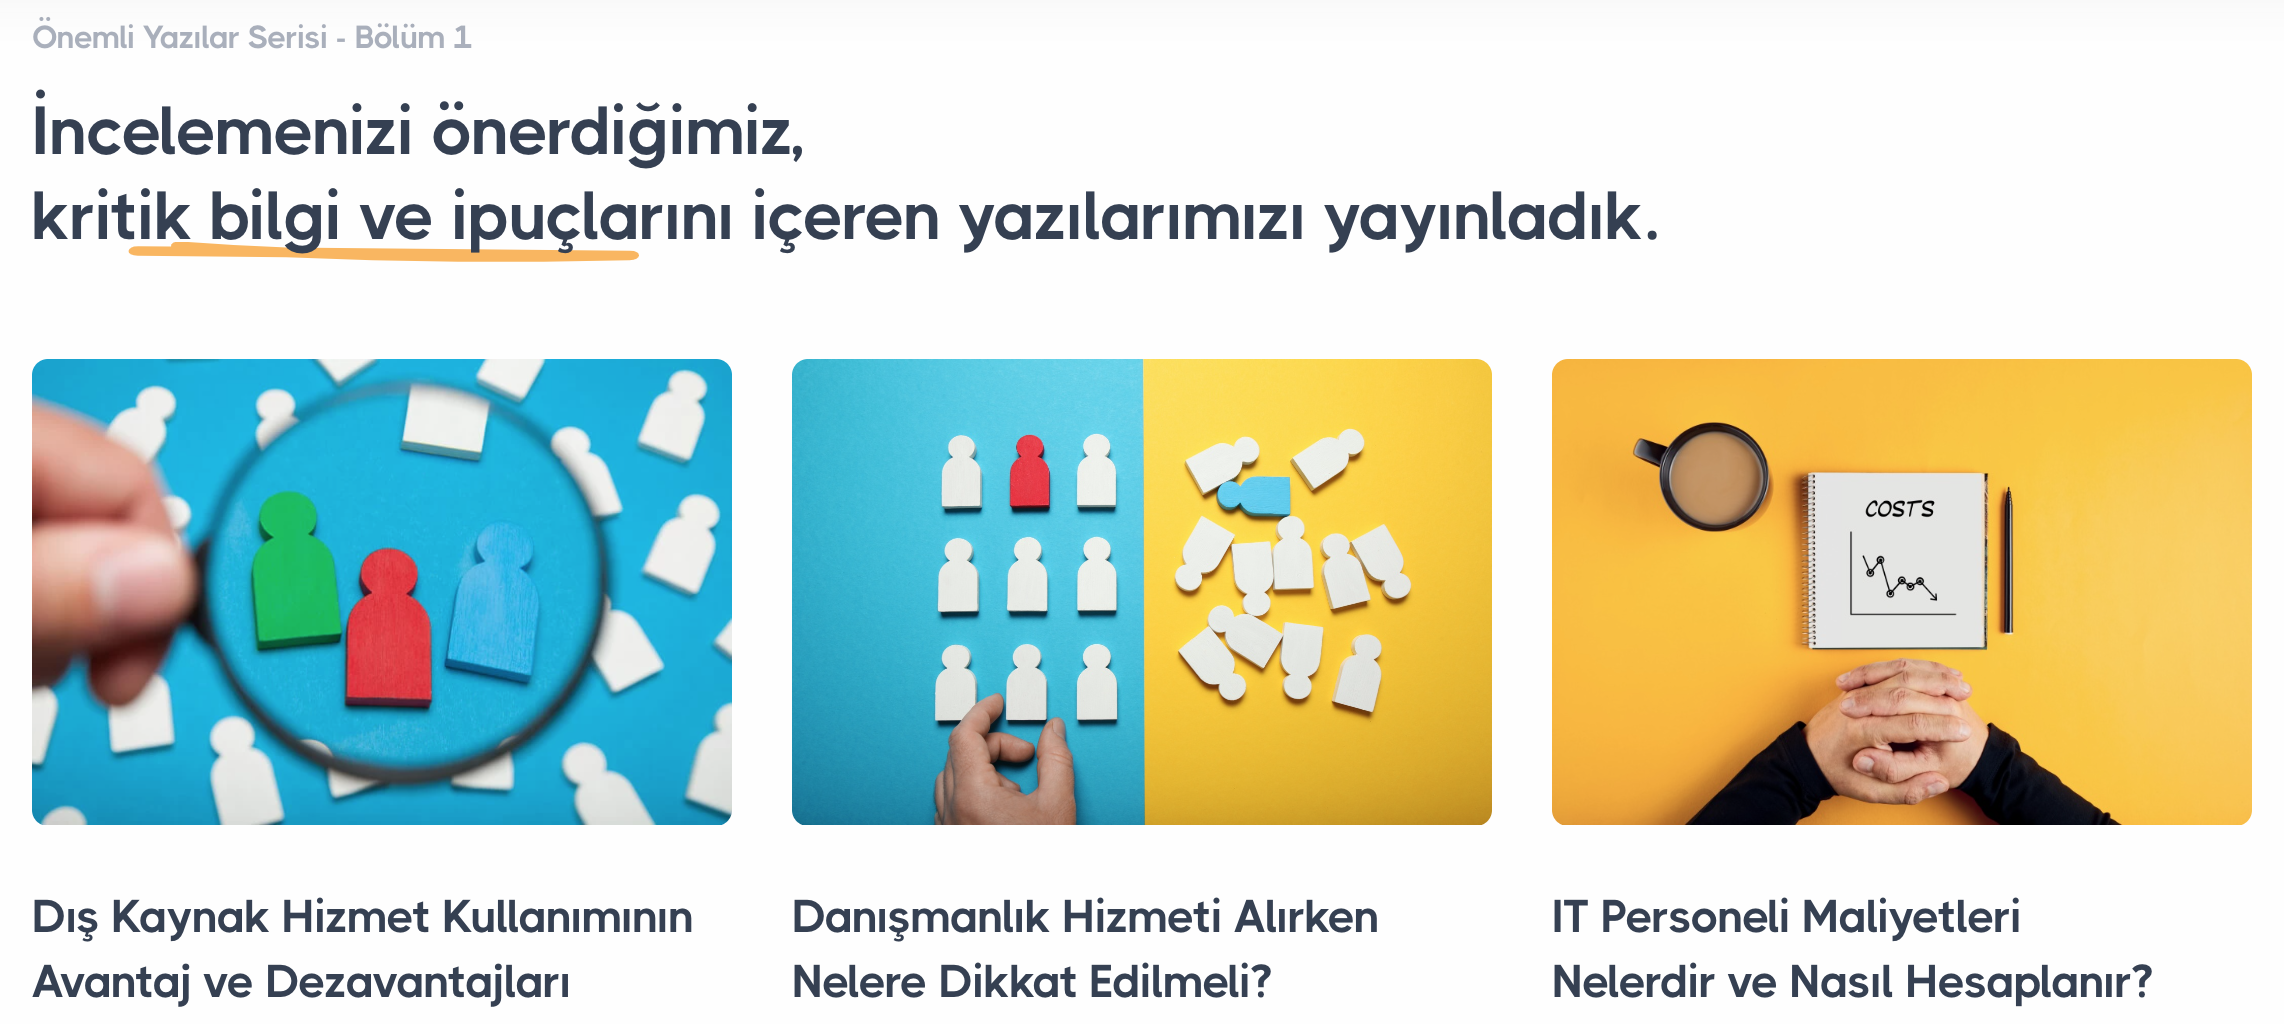 Önemli Yazılar Serisi - Bölüm 1
İncelemenizi önerdiğimiz,
kritik bilgi ve ipuçlarını içeren yazılarımızı yayınladık.
COSTS
Dış Kaynak Hizmet Kullanımının
Avantaj ve Dezavantajları
Danışmanlık Hizmeti Alırken
Nelere Dikkat Edilmeli?
IT Personeli Maliyetleri
Nelerdir ve Nasıl Hesaplanır?